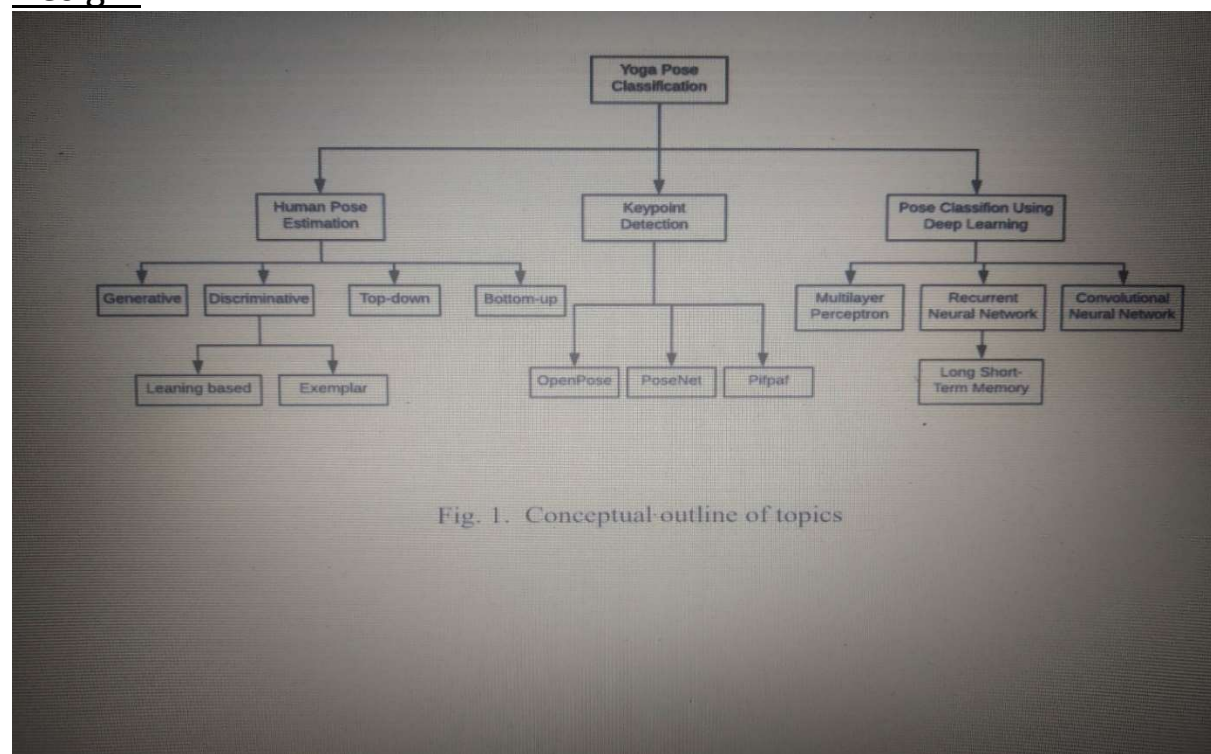 Yoga Pose
Classification
Human Pose
Estimation
Keypoint
Detection
Pose Classifion Using
Deep Learning
Generative
Discriminative
Top-down
Bottom-up
Multilayer
Perceptron
Recurrent
Neural Network
Convolutional
Neural Network
Leaning based
Exemplar
OpenPose
PoseNet
Pifpaf
Long Short-
Term Memory
Fig. 1. Conceptual outline of topics